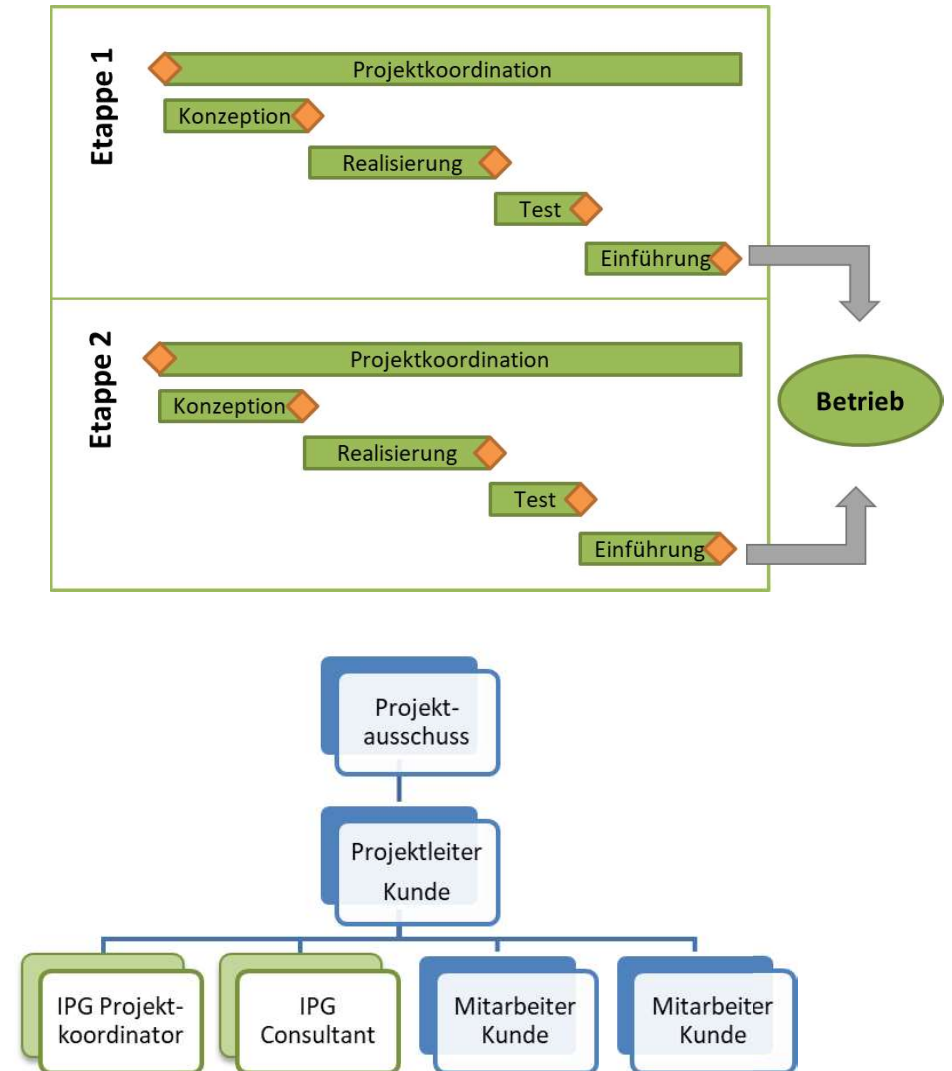 Etappe 1
Projektkoordination
Konzeption
Realisierung
Test
Einführung
Etappe 2
Projektkoordination
Konzeption
Realisierung
Test
Einführung
Betrieb
Projekt-
ausschuss
Projektleiter
Kunde
IPG Projekt-
koordinator
IPG
Consultant
Mitarbeiter
Kunde
Mitarbeiter
Kunde